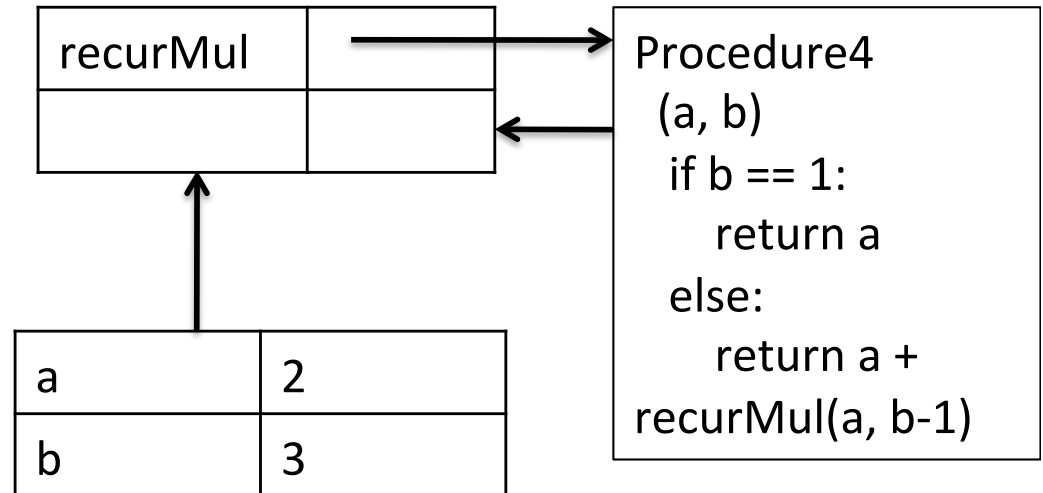 recurMul
Procedure4
(a, b)
if b == 1:
return a
else:
return a +
recurMul(a, b-1)
a 2
b 3